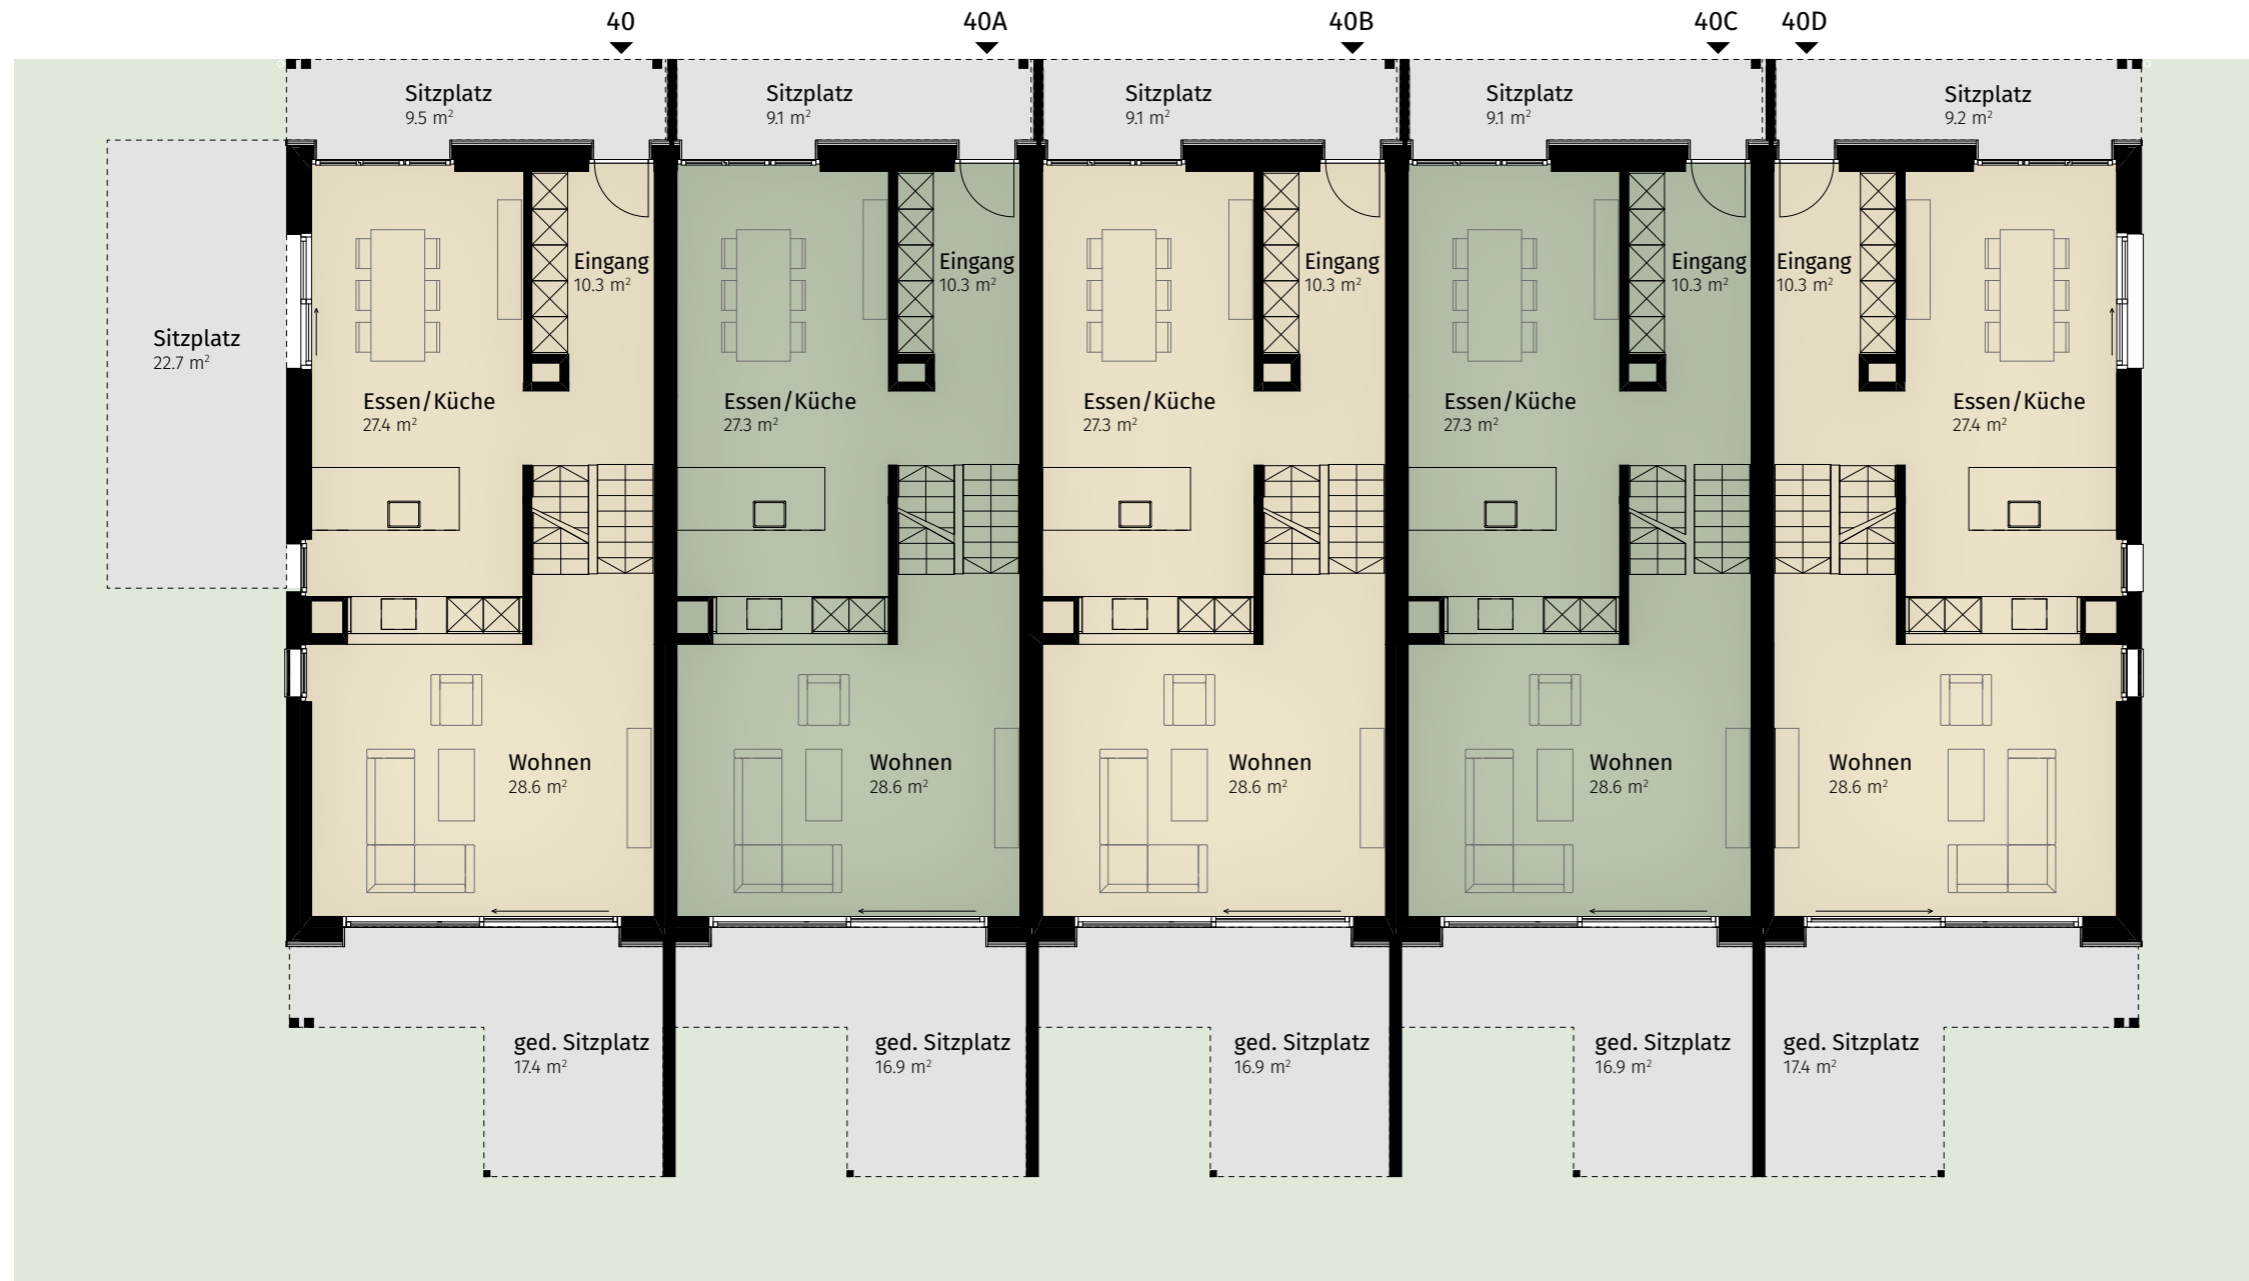 40
40A
40B
40C
40D
Sitzplatz
9.5 m²
Sitzplatz
9.1 m²
Sitzplatz
9.1 m²
Sitzplatz
9.1 m²
Sitzplatz
9.2 m²
Eingang
10.3 m²
Eingang
10.3 m²
Eingang
10.3 m²
Eingang
10.3 m²
Eingang
10.3 m²
Sitzplatz
22.7 m²
Essen/Küche
27.4 m²
Essen/Küche
27.3 m²
Essen/Küche
27.3 m²
Essen/Küche
27.3 m²
Essen/Küche
27.4 m²
Wohnen
28.6 m²
Wohnen
28.6 m²
Wohnen
28.6 m²
Wohnen
28.6 m²
Wohnen
28.6 m²
ged. Sitzplatz
17.4 m²
ged. Sitzplatz
16.9 m²
ged. Sitzplatz
16.9 m²
ged. Sitzplatz
16.9 m²
ged. Sitzplatz
17.4 m²